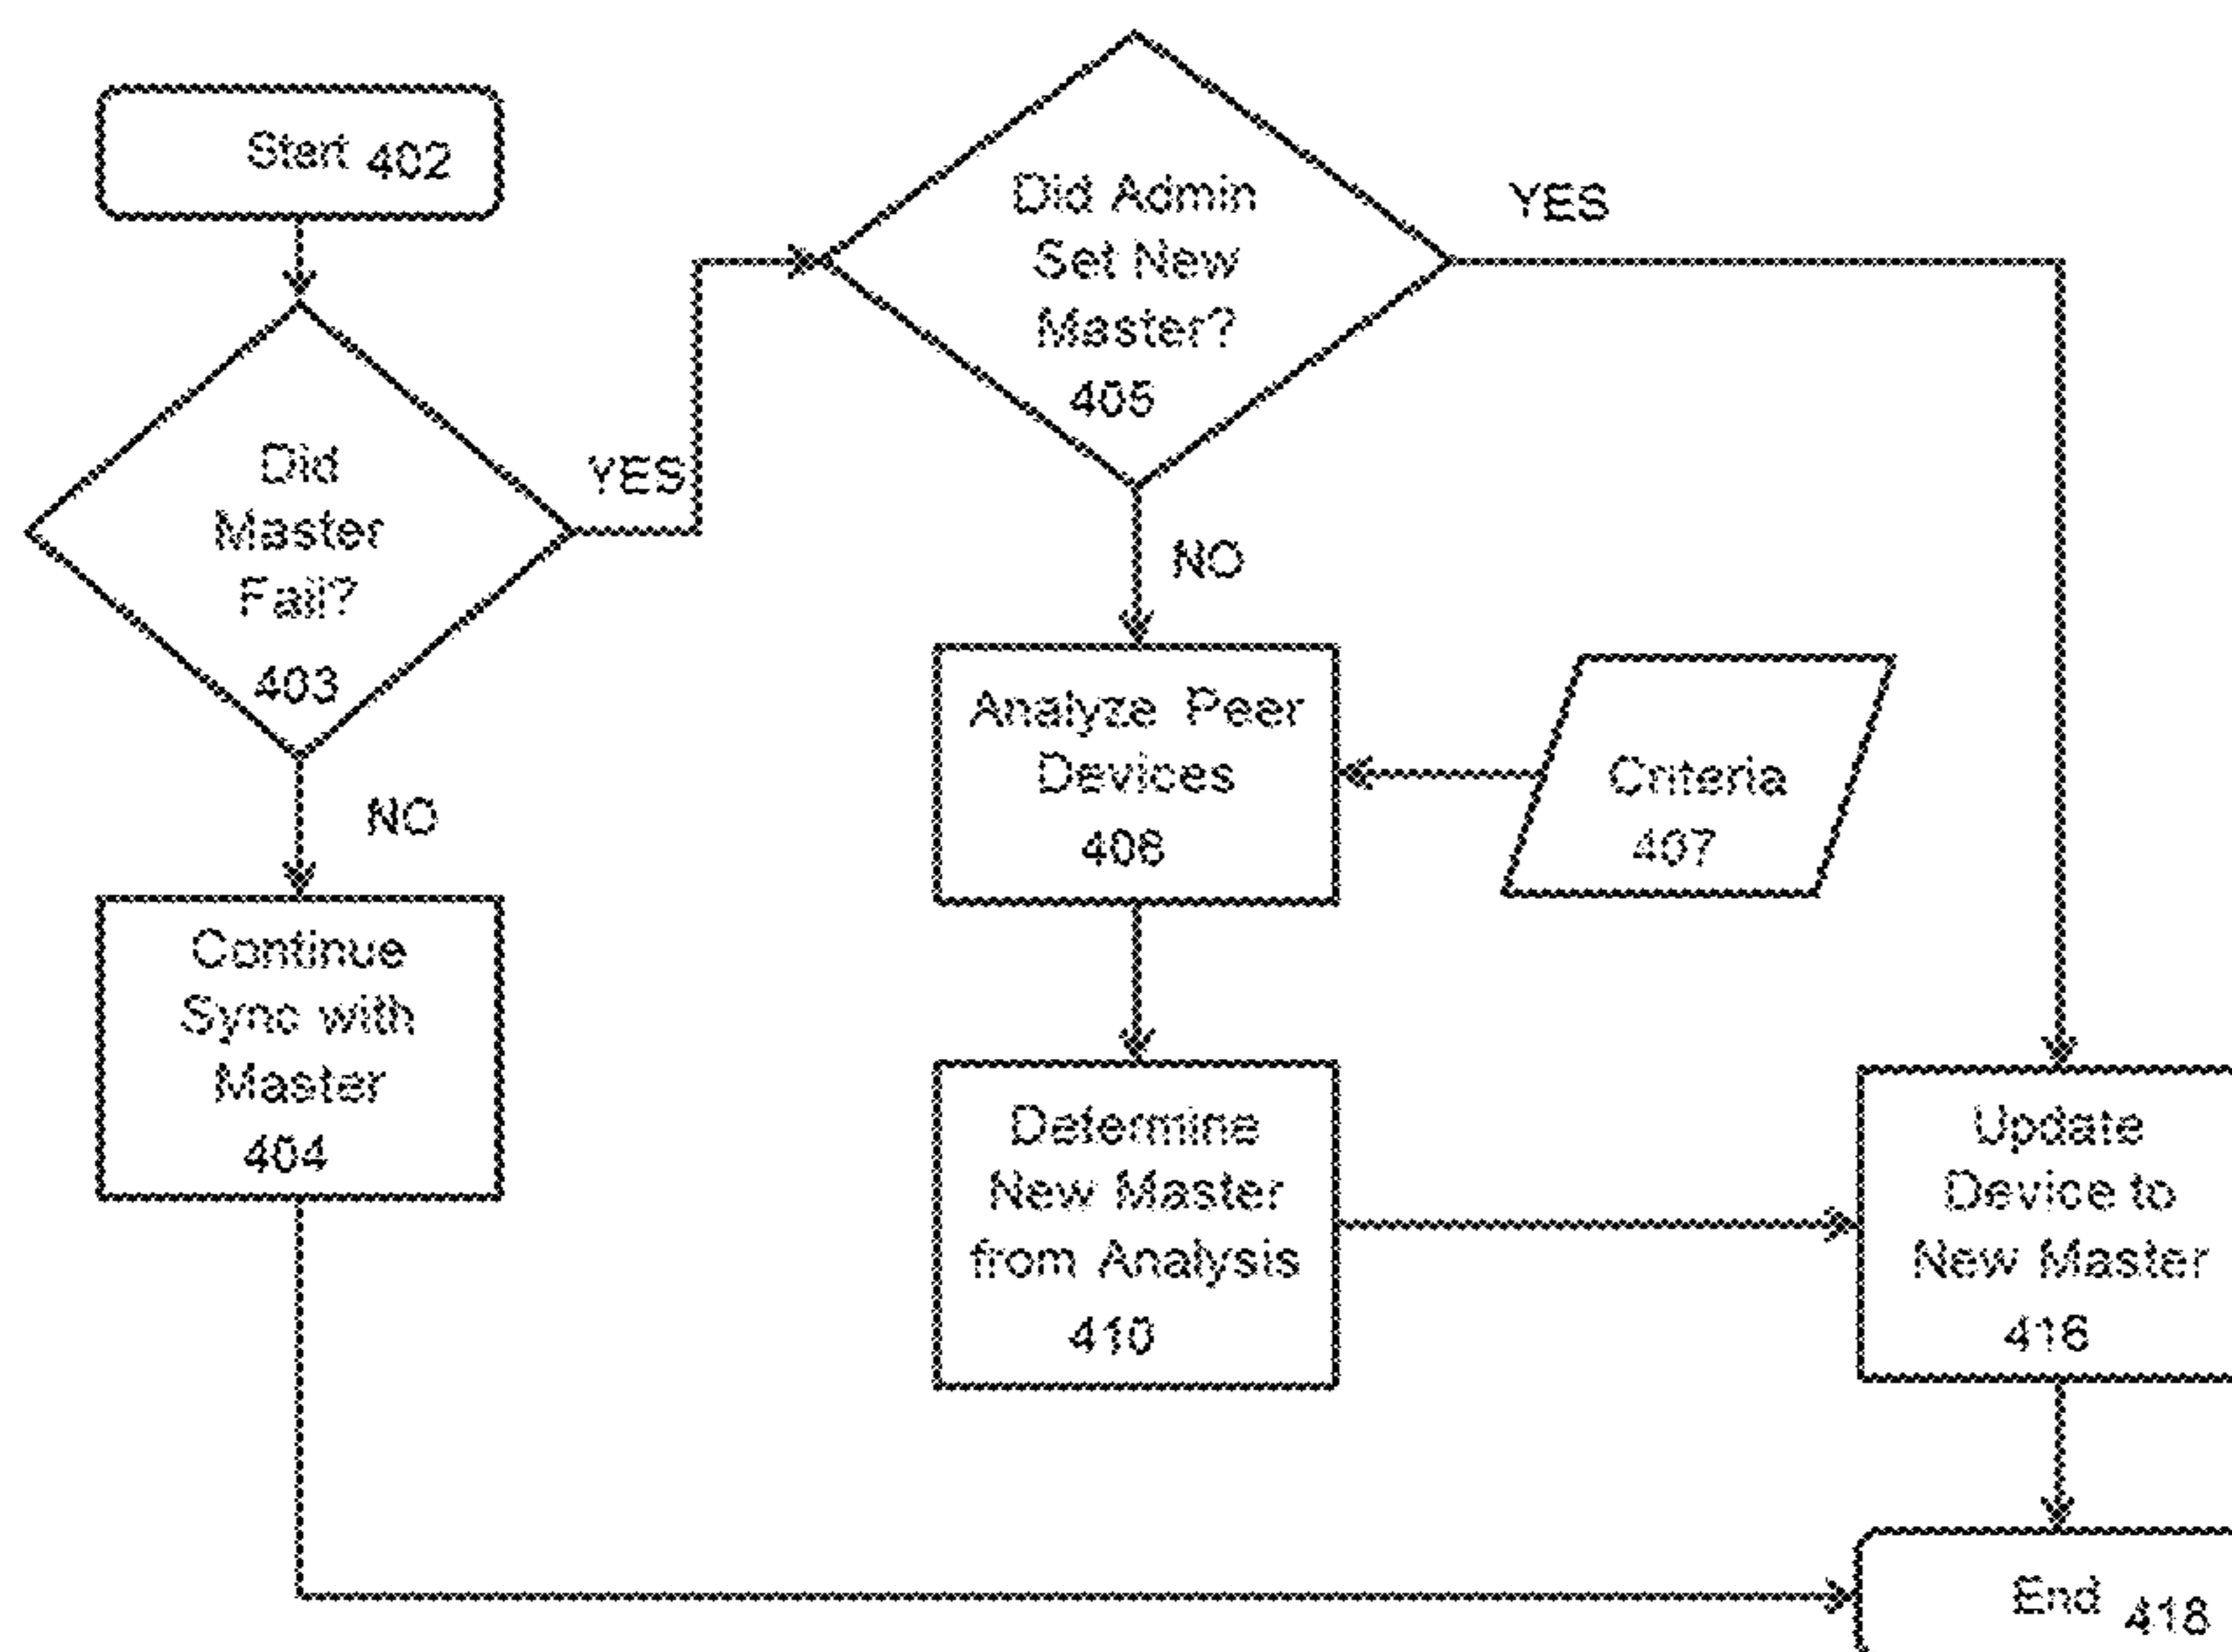 Start 402
Did
Master
Fail?
403
YES
NO
Continue
Sync with
Master
404
Did Admin
Set New
Master?
405
YES
NO
Analyze Peer
Devices
Criteria
407
Determine
New Master
from Analysis
410
Update
Device to
New Master
416
End 418